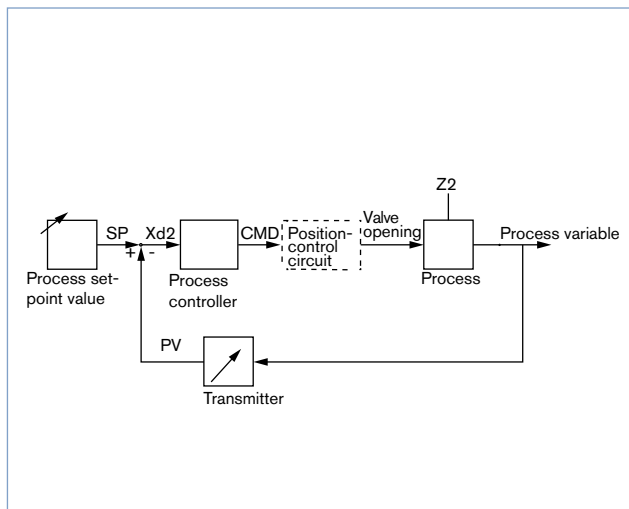 Z2
SP
Xd2
CMD
Position-
control
circuit
Valve
opening
Process variable
+
-
Process set-
point value
Process
controller
Process
PV
Transmitter